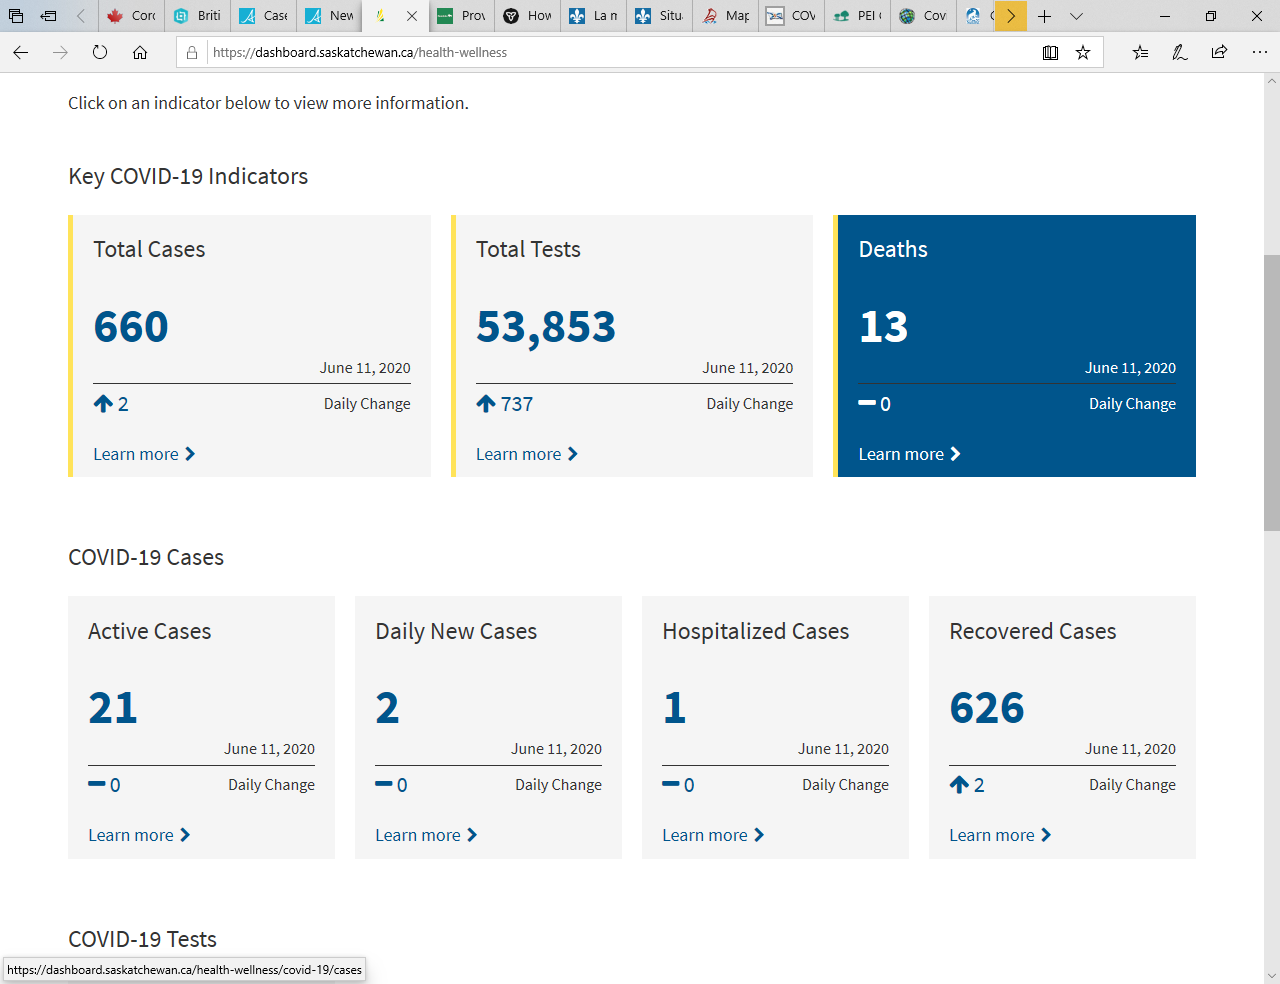 Corc
Briti
Case
New
Prov
How
La m
Situ
Map
COV
PEI
Cov
https://dashboard.saskatchewan.ca/health-wellness
Click on an indicator below to view more information.
Key COVID-19 Indicators
Total Cases
660
June 11, 2020
2 Daily Change
Learn more
Total Tests
53,853
June 11, 2020
737 Daily Change
Learn more
Deaths
13
June 11, 2020
0 Daily Change
Learn more
COVID-19 Cases
Active Cases
21
June 11, 2020
0 Daily Change
Learn more
Daily New Cases
2
June 11, 2020
0 Daily Change
Learn more
Hospitalized Cases
1
June 11, 2020
0 Daily Change
Learn more
Recovered Cases
626
June 11, 2020
2 Daily Change
Learn more
COVID-19 Tests
https://dashboard.saskatchewan.ca/health-wellness/covid-19/cases